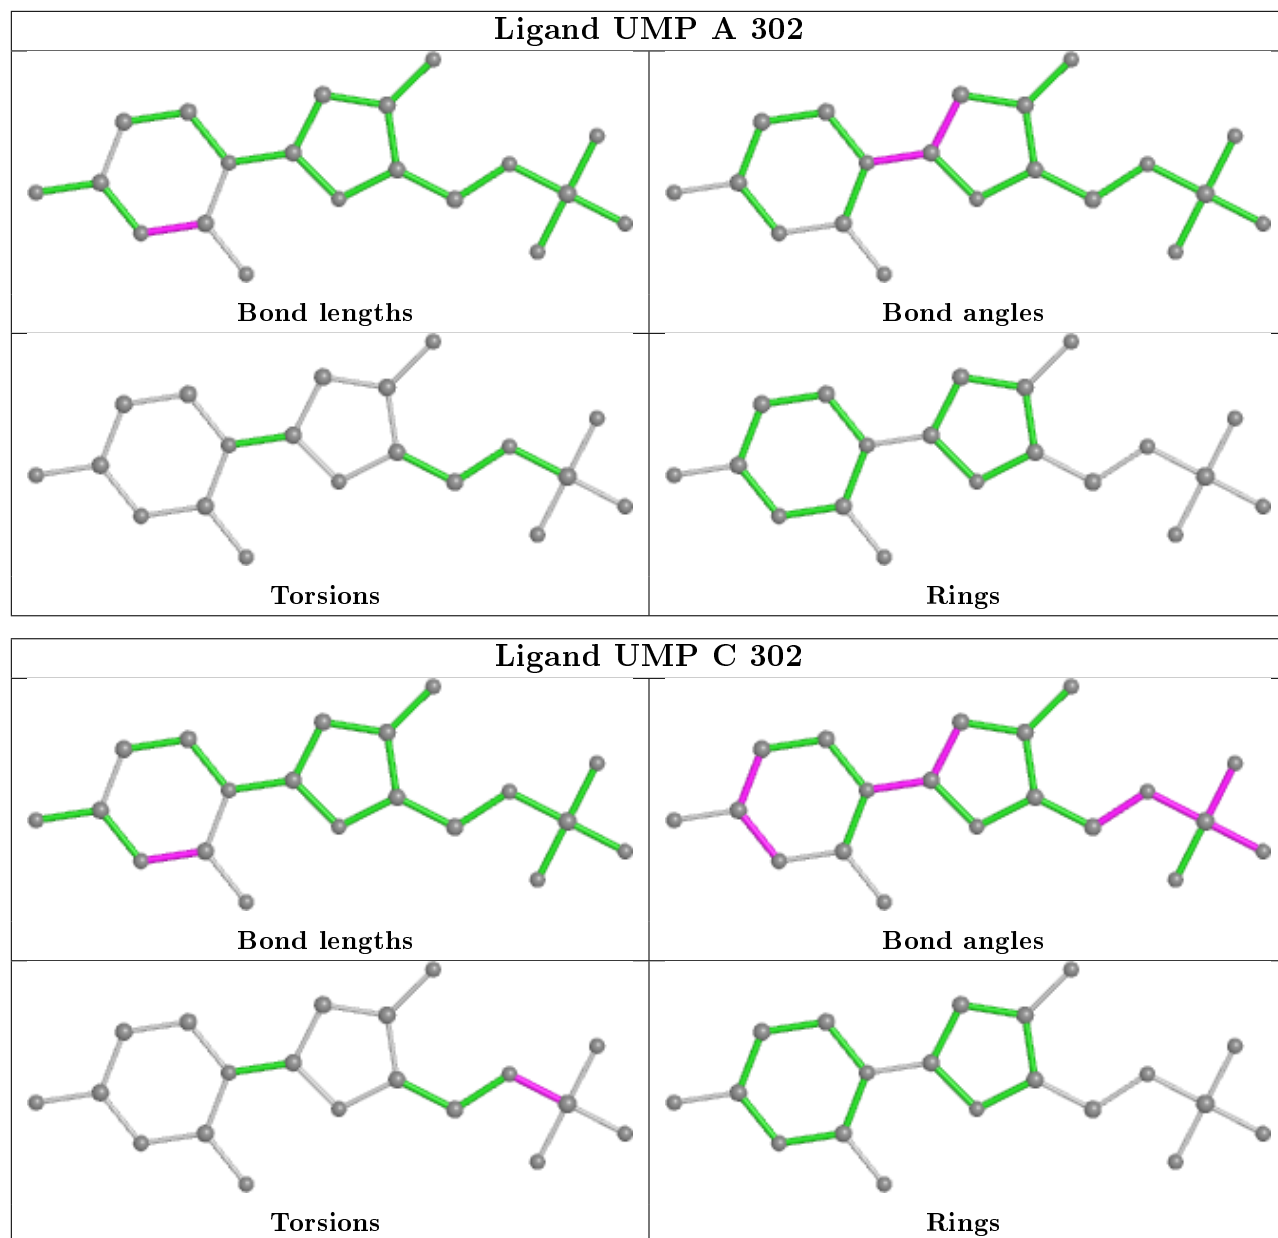 Ligand UMP A 302
Bond lengths
Bond angles
Torsions
Rings
Ligand UMP C 302
Bond lengths
Bond angles
Torsions
Rings